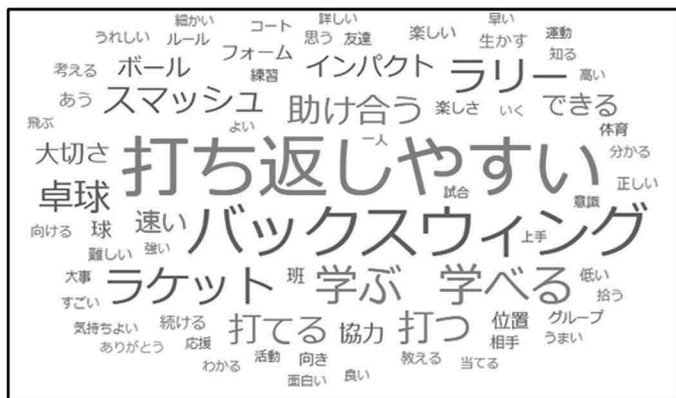 細かい コート 詳しい 早い
うれしい ルール フォーム 思う 友達 楽しい 生かす 運動
考える ボール 練習 インパクト ラリー 知る 高い
あう スマッシュ 助け合う 楽しさ いく できる
飛ぶ よい 一人 体育
大切さ 打ち返しやすい 分かる
卓球 試合 意識 正しい
向ける 球 速い バックスウィング 上手
難しい 強い
大事 ラケット 班 学ぶ 学べる 低い 拾う
すごい
気持ちよい 続ける 打てる 協力 打つ 位置 グループ
ありがとう 応援 相手 うまい
わかる 活動 向き 教える 当てる
面白い 良い